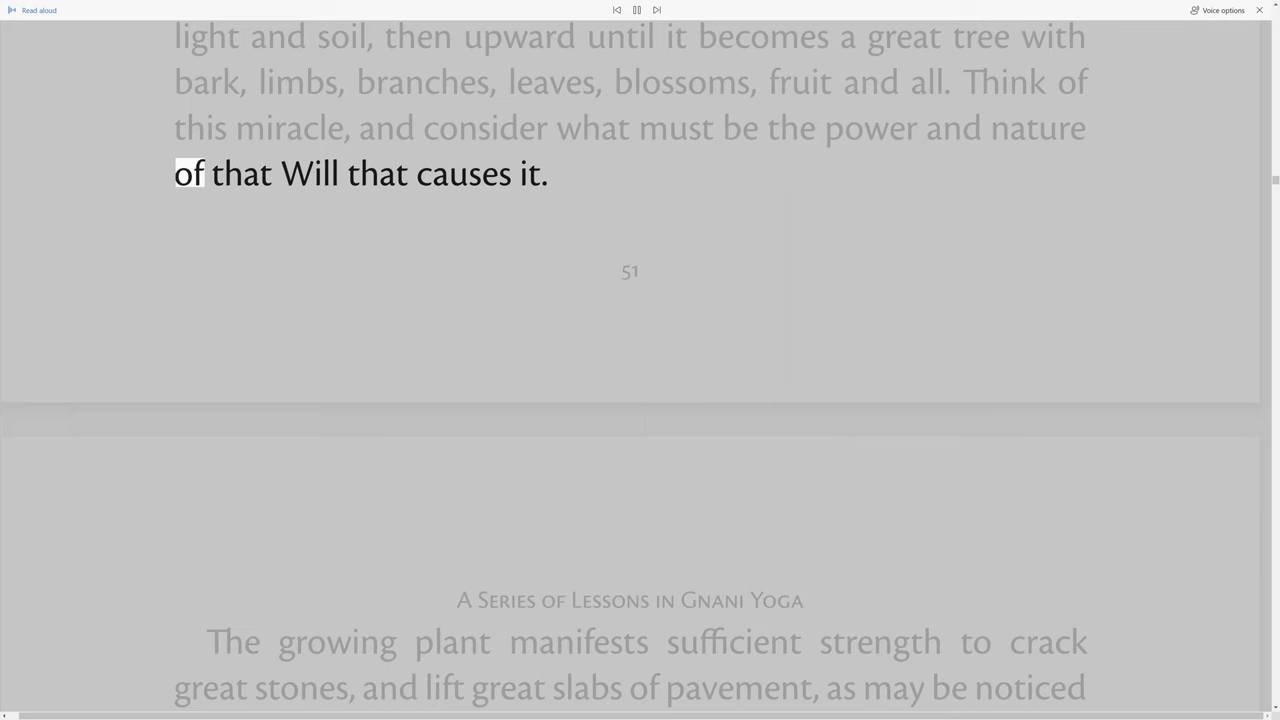 Read aloud
Voice options
light and soil, then upward until it becomes a great tree with
bark, limbs, branches, leaves, blossoms, fruit and all. Think of
this miracle, and consider what must be the power and nature
of that Will that causes it.
51
A Series of Lessons in Gnani Yoga
The growing plant manifests sufficient strength to crack
great stones, and lift great slabs of pavement, as may be noticed